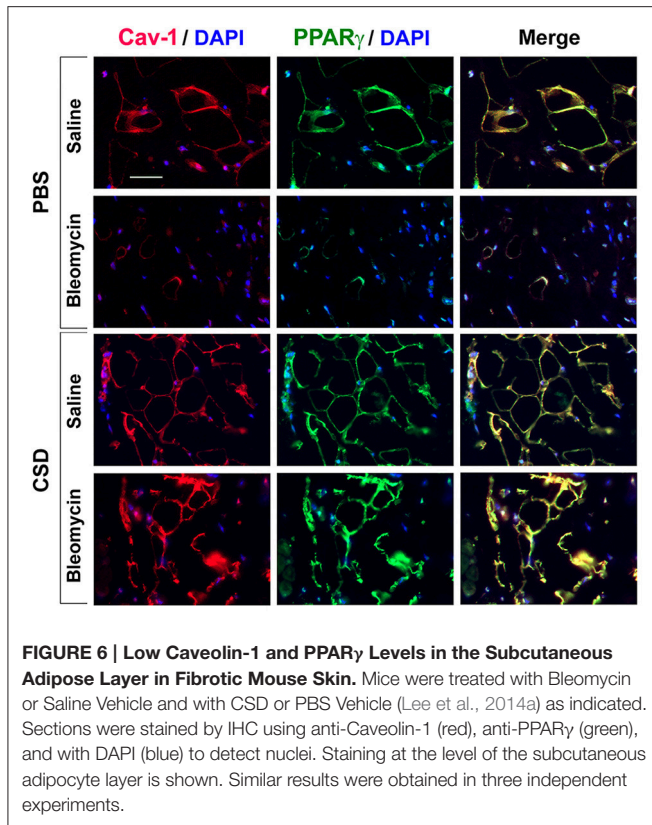 Cav-1 / DAPI PPARγ / DAPI Merge
PBS
Saline
Bleomycin
CSD
Saline
Bleomycin
FIGURE 6 | Low Caveolin-1 and PPARγ Levels in the Subcutaneous
Adipose Layer in Fibrotic Mouse Skin. Mice were treated with Bleomycin
or Saline Vehicle and with CSD or PBS Vehicle (Lee et al., 2014a) as indicated.
Sections were stained by IHC using anti-Caveolin-1 (red), anti-PPARγ (green),
and with DAPI (blue) to detect nuclei. Staining at the level of the subcutaneous
adipocyte layer is shown. Similar results were obtained in three independent
experiments.